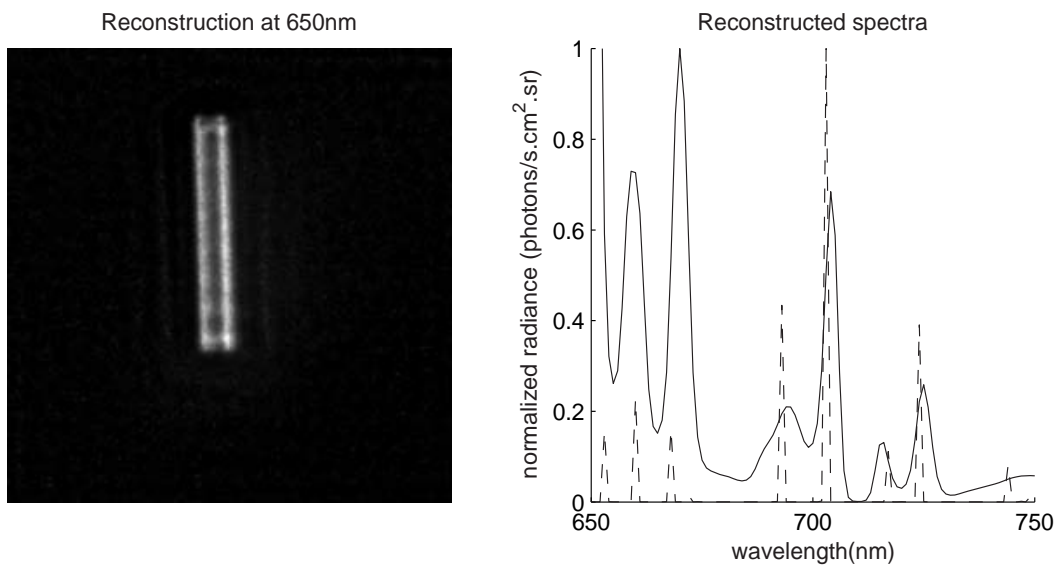 Reconstruction at 650nm
Reconstructed spectra
normalized radiance (photons/s.cm².sr)
1
0.8
0.6
0.4
0.2
0
650
700
750
wavelength(nm)